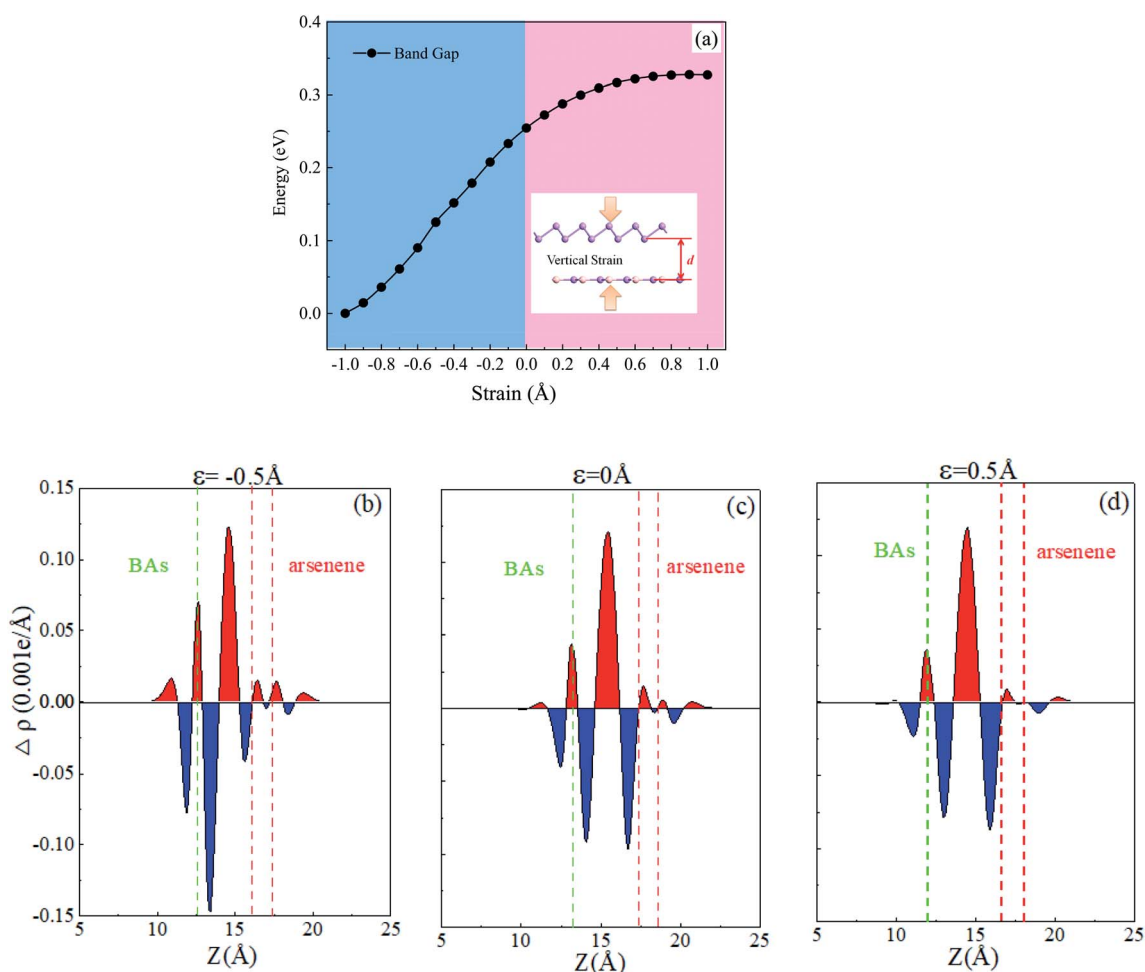 (a)
Band Gap
Energy (eV)
0.4
0.3
0.2
0.1
0.0
Vertical Strain
d
-1.0 -0.8 -0.6 -0.4 -0.2 0.0 0.2 0.4 0.6 0.8 1.0
Strain (Å)
ε= -0.5Å
(b)
BAs
arsenene
△ ρ (0.001e/Å)
0.15
0.10
0.05
0.00
-0.05
-0.10
-0.15
5 10 15 20 25
Z(Å)
ε=0Å
(c)
BAs
arsenene
5 10 15 20 25
Z(Å)
ε=0.5Å
(d)
BAs
arsenene
5 10 15 20 25
Z(Å)